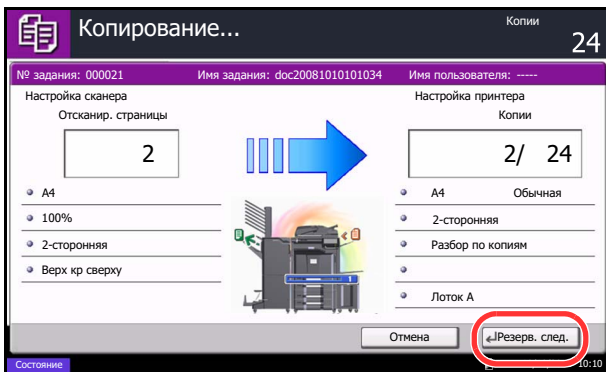 Копирование...
Копии
24
№ задания: 000021 Имя задания: doc20081010101034 Имя пользователя: -----
Настройка сканера
Отсканир. страницы
2
A4
100%
2-сторонняя
Верх кр сверху
Настройка принтера
Копии
2/ 24
A4 Обычная
2-сторонняя
Разбор по копиям
Лоток A
Отмена
Резерв. след.
Состояние
10:10